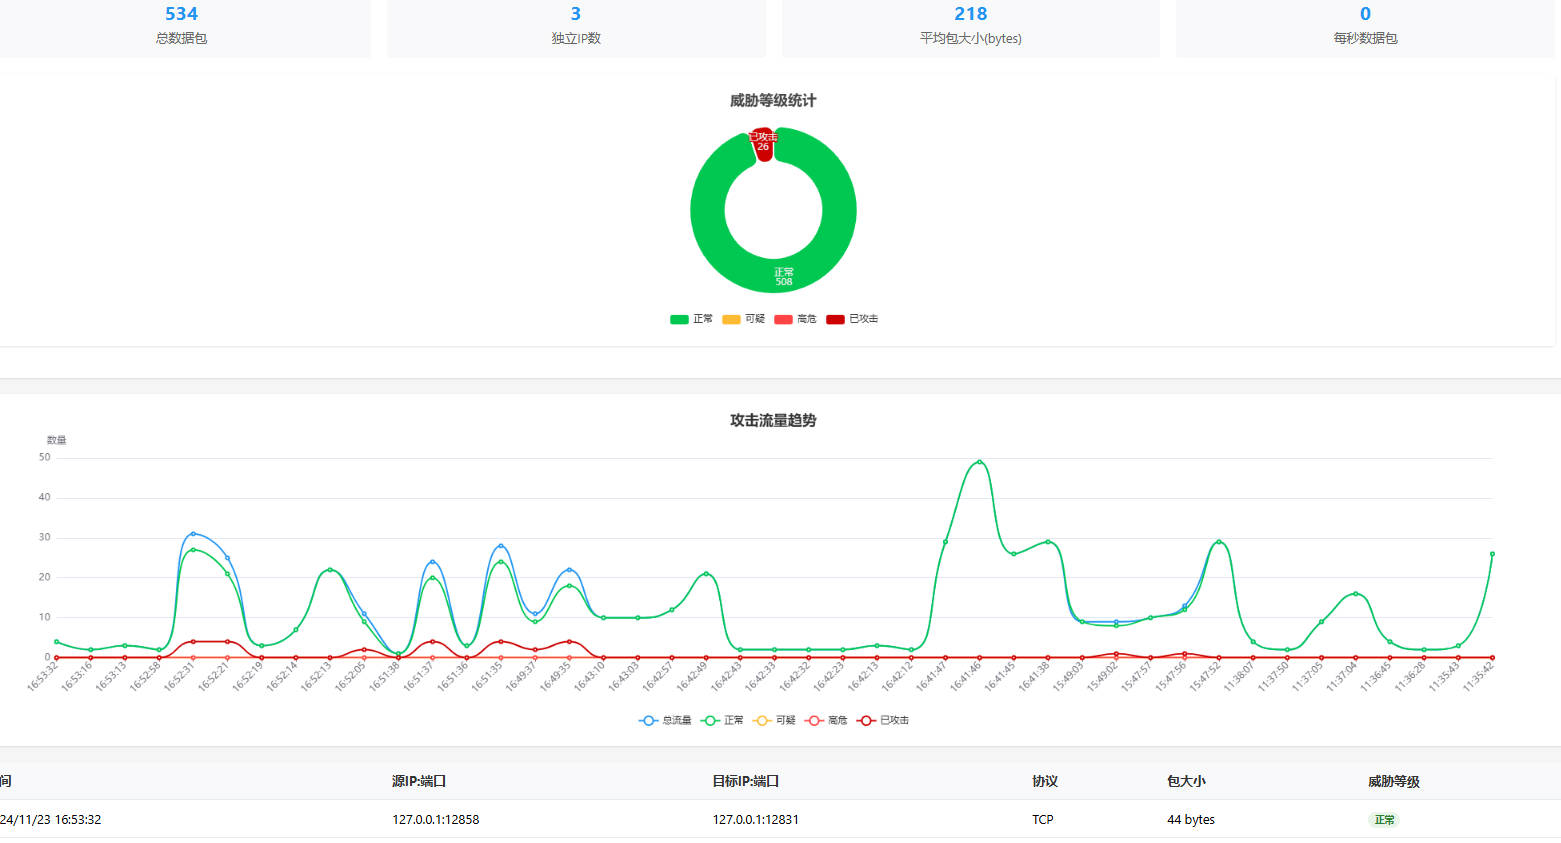 534
总数据包
3
独立IP数
218
平均包大小(bytes)
0
每秒数据包
威胁等级统计
已攻击
26
正常
508
正常 可疑 高危 已攻击
攻击流量趋势
数量
50
40
30
20
10
0
16:53:32 16:53:16 16:53:13 16:52:58 16:52:31 16:52:21 16:52:19 16:52:14 16:52:13 16:52:05 16:51:38 16:51:37 16:51:36 16:51:35 16:49:37 16:49:35 16:43:10 16:43:03 16:42:57 16:42:49 16:42:43 16:42:33 16:42:32 16:42:23 16:42:13 16:42:12 16:41:47 16:41:46 16:41:45 16:41:38 15:49:03 15:49:02 15:47:57 15:47:56 15:47:52 11:38:07 11:37:50 11:37:05 11:37:04 11:36:45 11:36:28 11:35:43 11:35:42
总流量 正常 可疑 高危 已攻击
间 源IP:端口 目标IP:端口 协议 包大小 威胁等级
24/11/23 16:53:32 127.0.0.1:12858 127.0.0.1:12831 TCP 44 bytes 正常